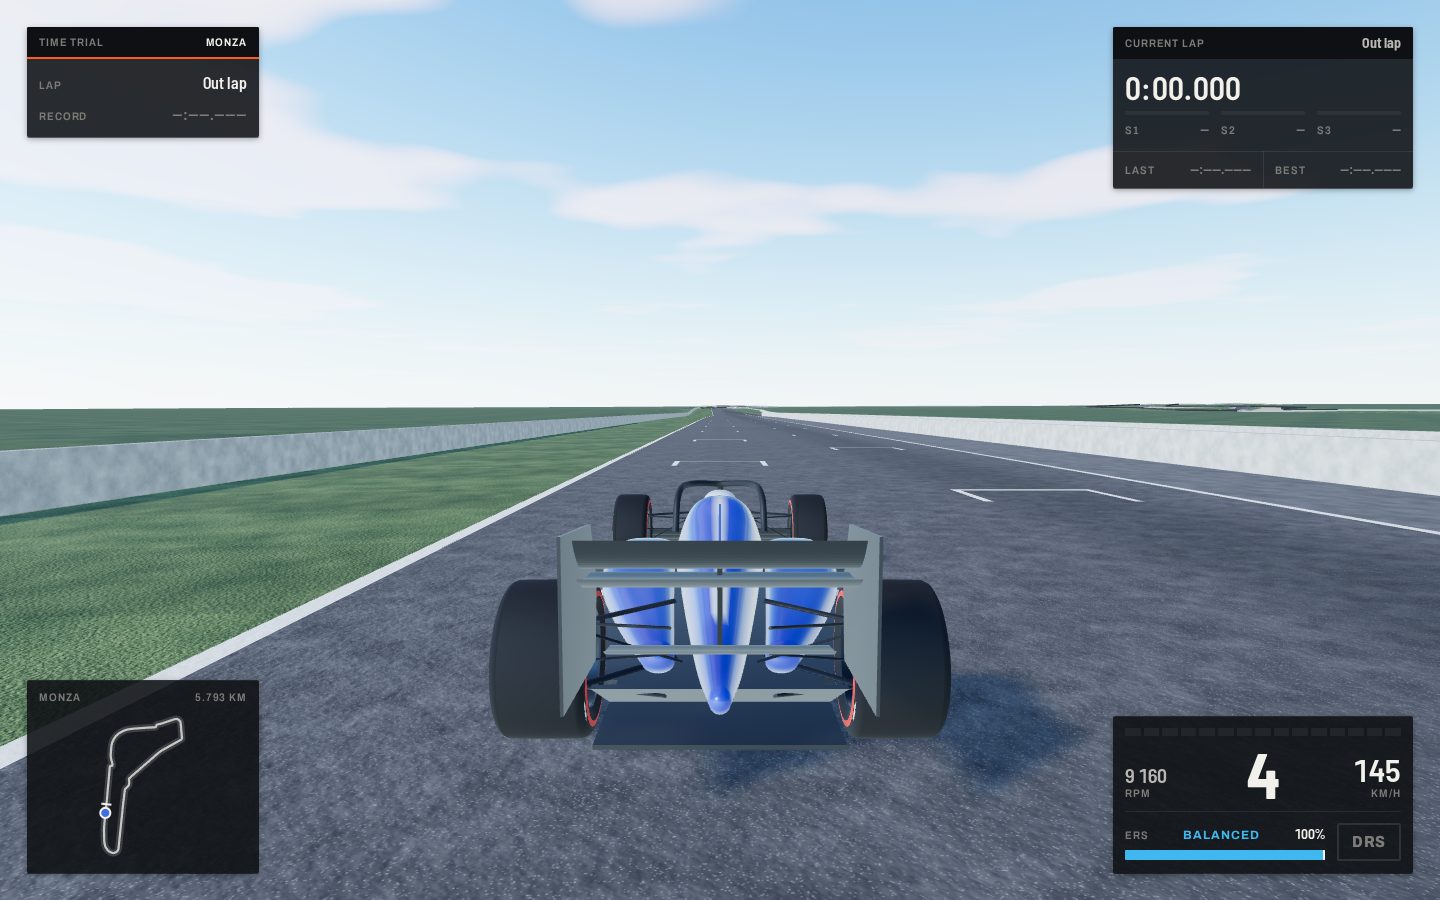 TIME TRIAL MONZA
LAP Out lap
RECORD –:––.–––
CURRENT LAP Out lap
0:00.000
S1 – S2 – S3 –
LAST –:––.––– BEST –:––.–––
MONZA 5.793 KM
9 160 RPM
4
145 KM/H
ERS BALANCED 100%
DRS